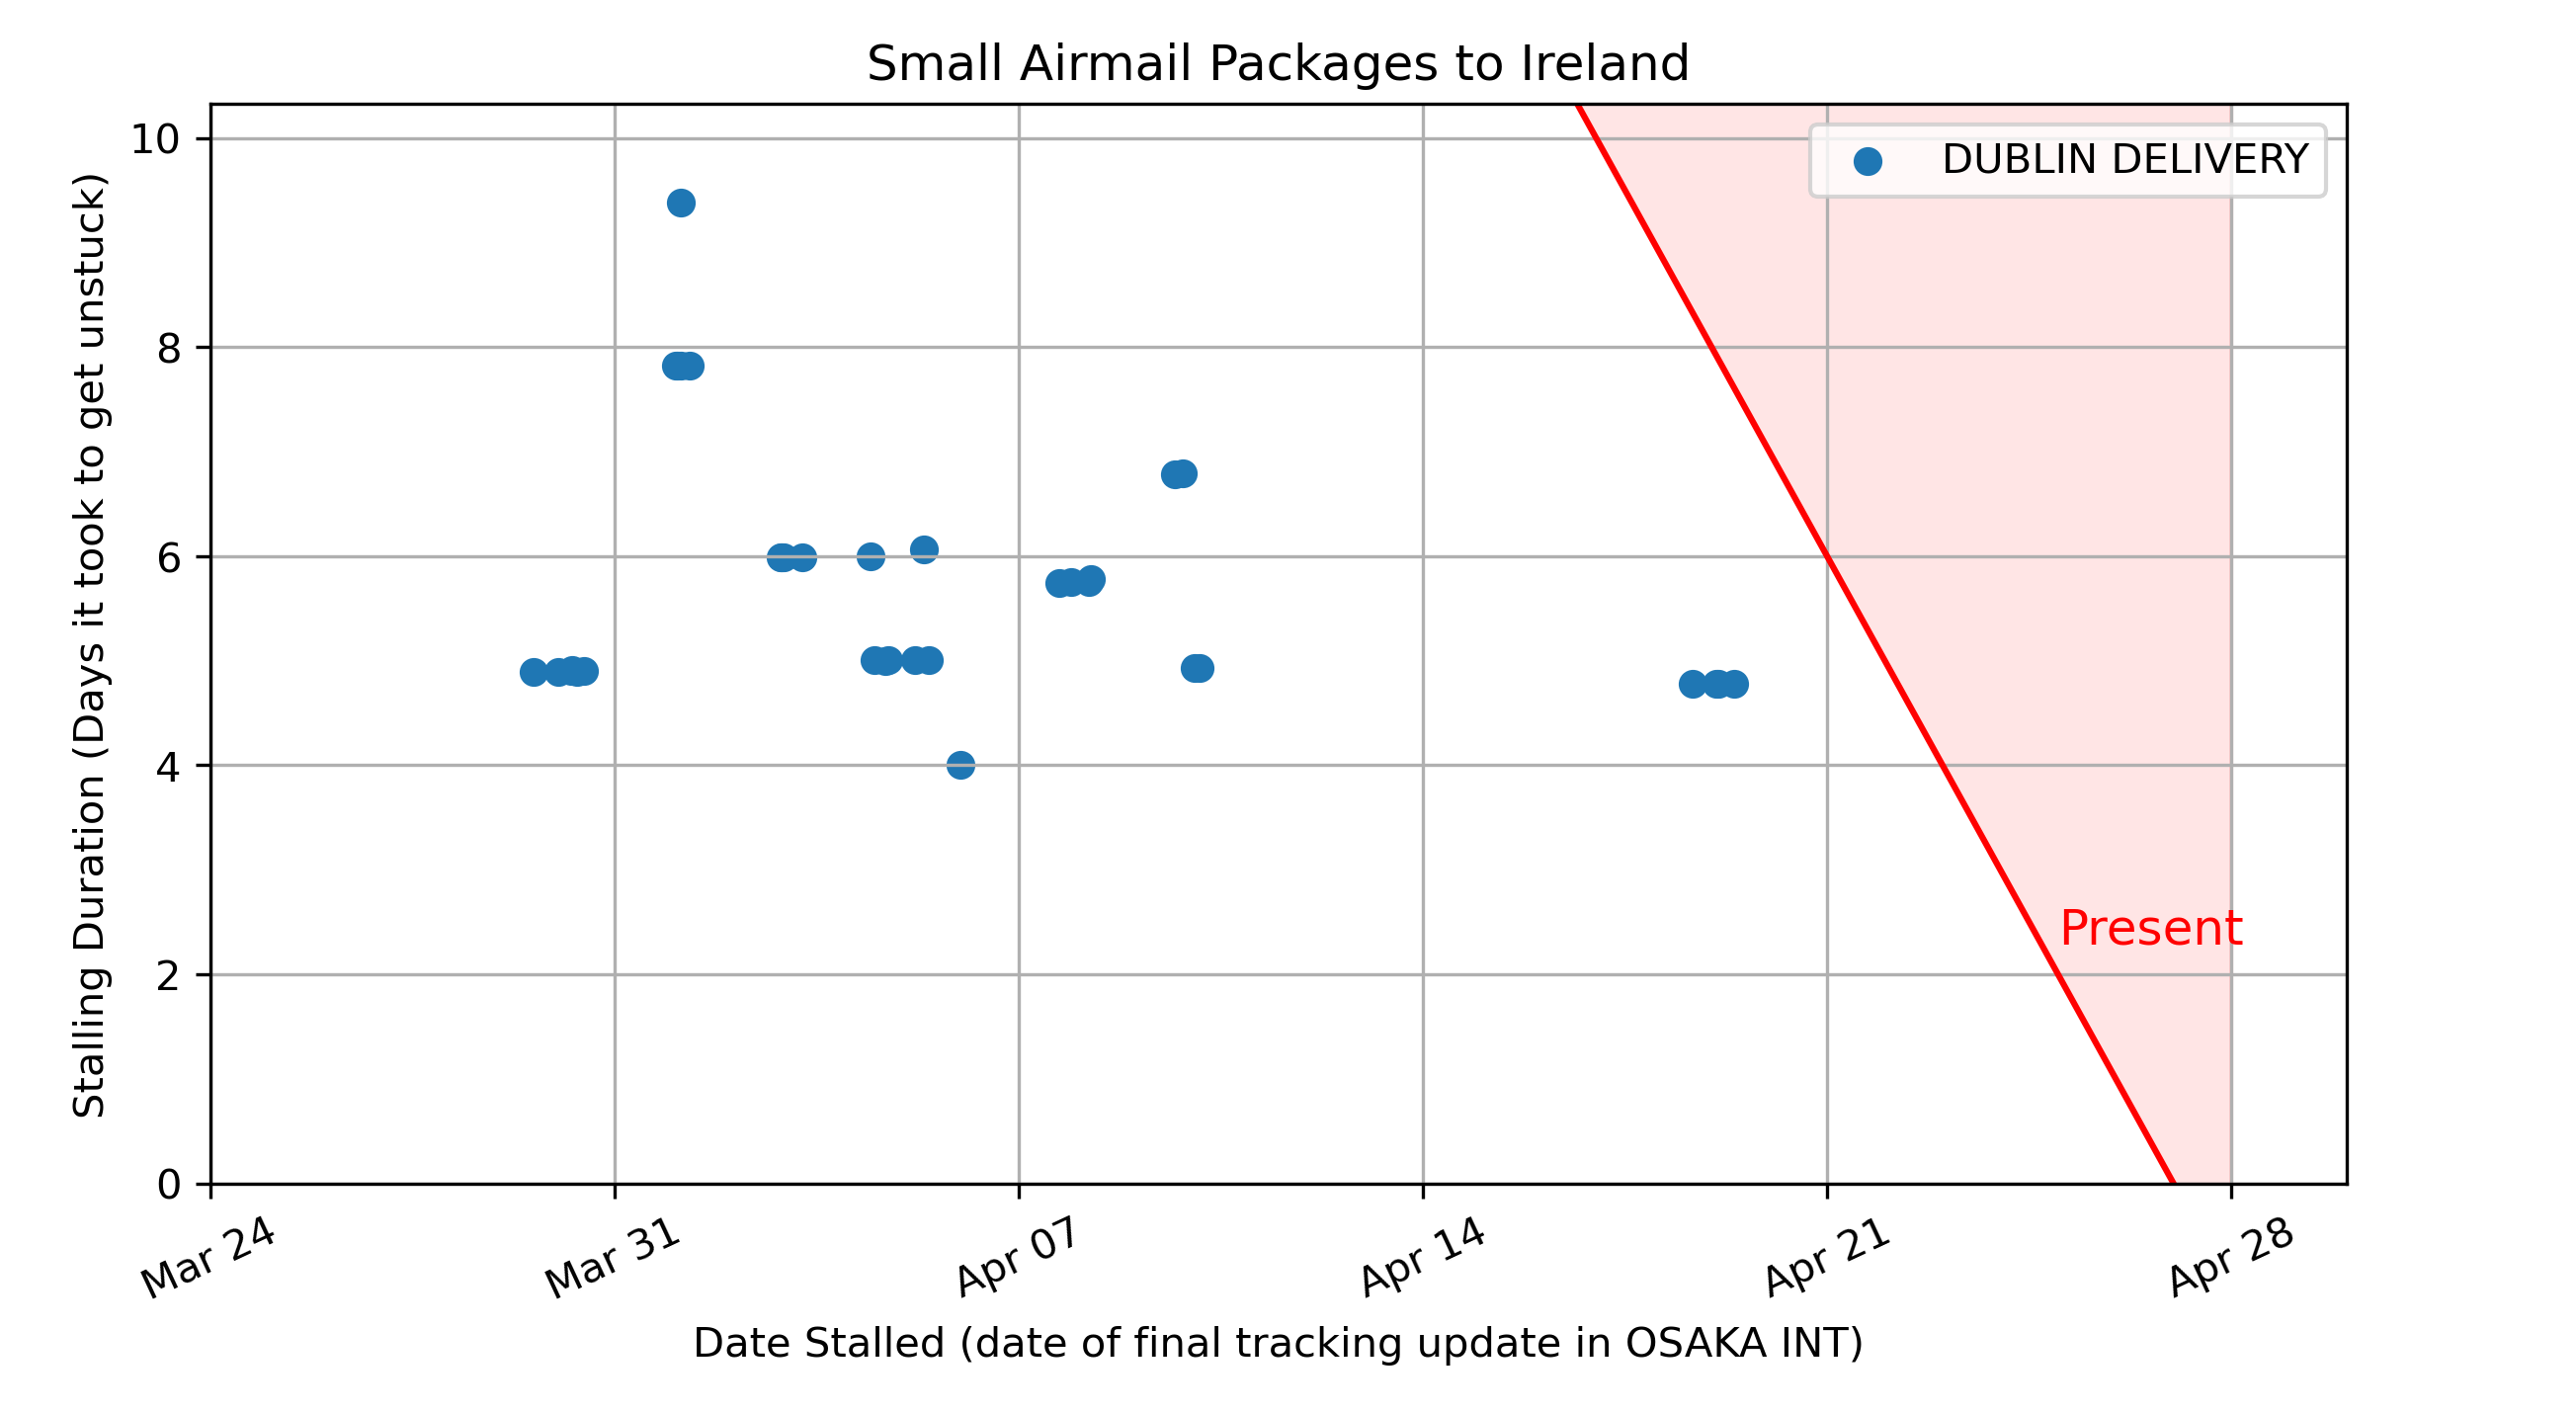 Small Airmail Packages to Ireland
DUBLIN DELIVERY
Stalling Duration (Days it took to get unstuck)
10
8
6
4
2
0
Present
Mar 24
Mar 31
Apr 07
Apr 14
Apr 21
Apr 28
Date Stalled (date of final tracking update in OSAKA INT)